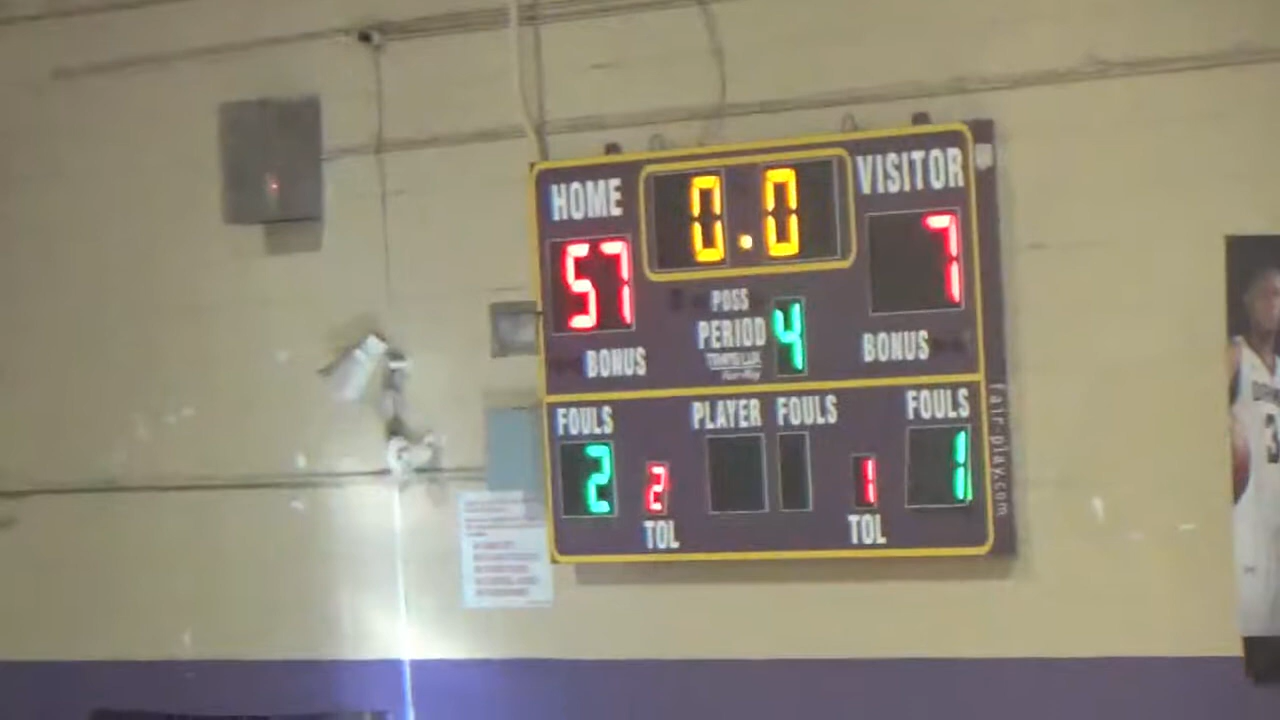 HOME
0.0
VISITOR
57
7
POSS
PERIOD 4
BONUS
BONUS
FOULS
PLAYER FOULS
FOULS
2
2
1
1
TOL
TOL
fair-play.com